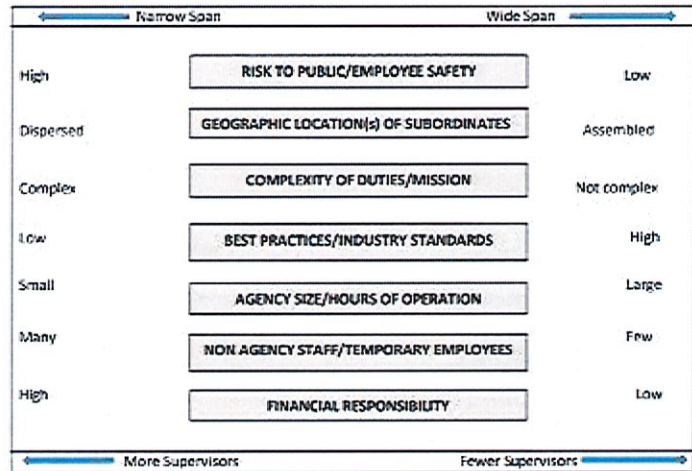 Narrow Span Wide Span
High RISK TO PUBLIC/EMPLOYEE SAFETY Low
Dispersed GEOGRAPHIC LOCATION(s) OF SUBORDINATES Assembled
Complex COMPLEXITY OF DUTIES/MISSION Not complex
Low BEST PRACTICES/INDUSTRY STANDARDS High
Small AGENCY SIZE/HOURS OF OPERATION Large
Many NON AGENCY STAFF/TEMPORARY EMPLOYEES Few
High FINANCIAL RESPONSIBILITY Low
More Supervisors Fewer Supervisors